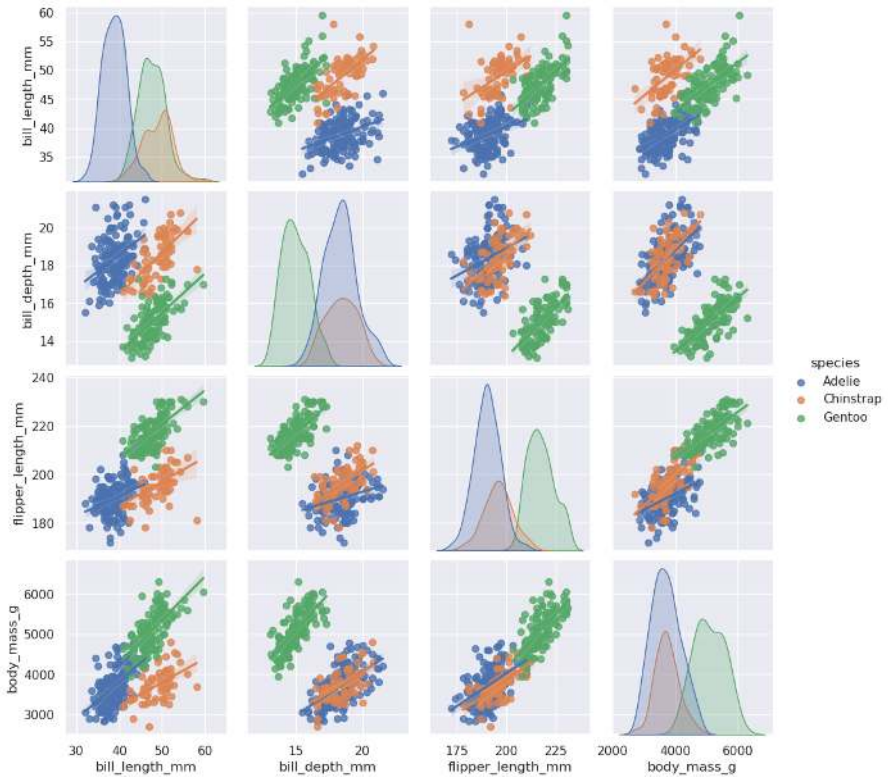 60
55
50
45
40
35
bill_length_mm
20
18
16
14
bill_depth_mm
species
Adelie
Chinstrap
Gentoo
240
220
200
180
flipper_length_mm
6000
5000
4000
3000
body_mass_g
30 40 50 60 15 20 175 200 225 2000 4000 6000
bill_length_mm bill_depth_mm flipper_length_mm body_mass_g